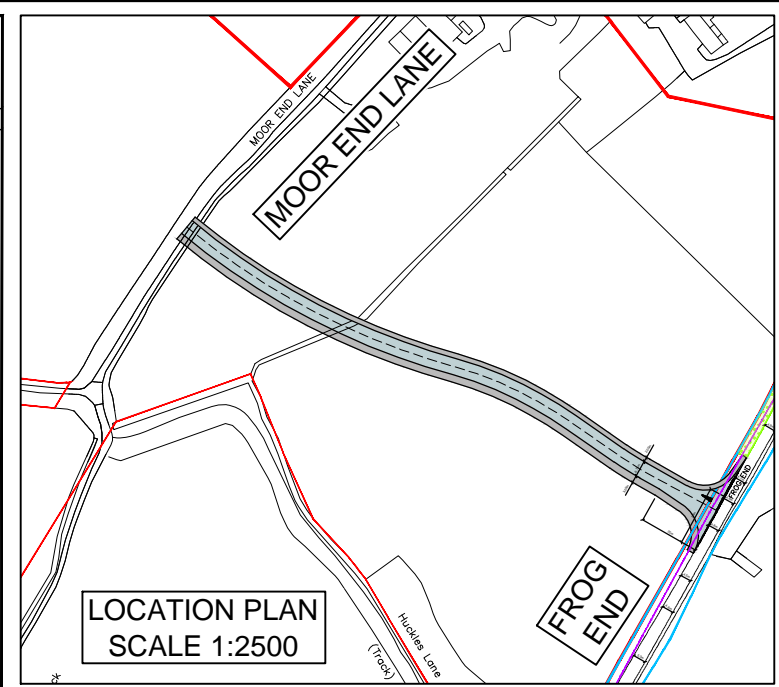 MOOR END LANE
MOOR END LANE
FROG END
FROG
END
LOCATION PLAN
SCALE 1:2500
Huckles Lane
(Track)